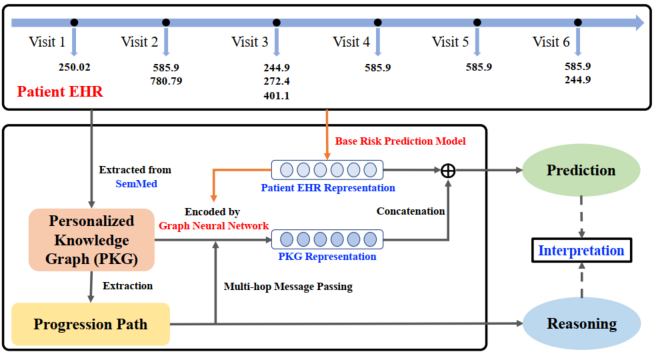 Visit 1 Visit 2 Visit 3 Visit 4 Visit 5 Visit 6
250.02 585.9 244.9 585.9 585.9 585.9
780.79 272.4 244.9
401.1
Patient EHR
Base Risk Prediction Model
Extracted from
SemMed
Patient EHR Representation
Prediction
Encoded by
Graph Neural Network
Concatenation
Personalized
Knowledge
Graph (PKG)
PKG Representation
Interpretation
Extraction
Multi-hop Message Passing
Progression Path
Reasoning